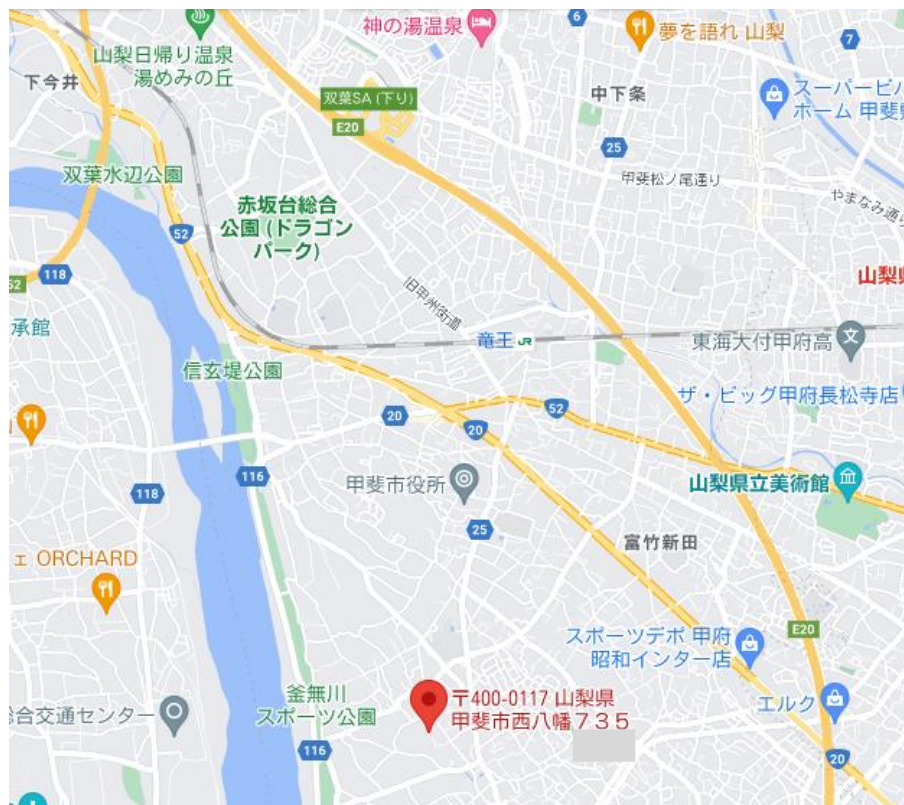 神の湯温泉
6
夢を語れ 山梨
7
山梨日帰り温泉
湯めみの丘
下今井
双葉SA (下り)
E20
中下条
スーパービバ
ホーム 甲斐
25
甲斐松ノ尾通り
双葉水辺公園
やまなみ通り
赤坂台総合
公園 (ドラゴン
パーク)
52
118
52
山梨県
旧甲州街道
承館
竜王 JR
東海大付甲府高
信玄堤公園
ザ・ビッグ甲府長松寺店
20
52
20
116
甲斐市役所
山梨県立美術館
118
25
富竹新田
ェ ORCHARD
E20
スポーツデポ 甲府
昭和インター店
釜無川
スポーツ公園
〒400-0117 山梨県
甲斐市西八幡735
エルク
合交通センター
116
20